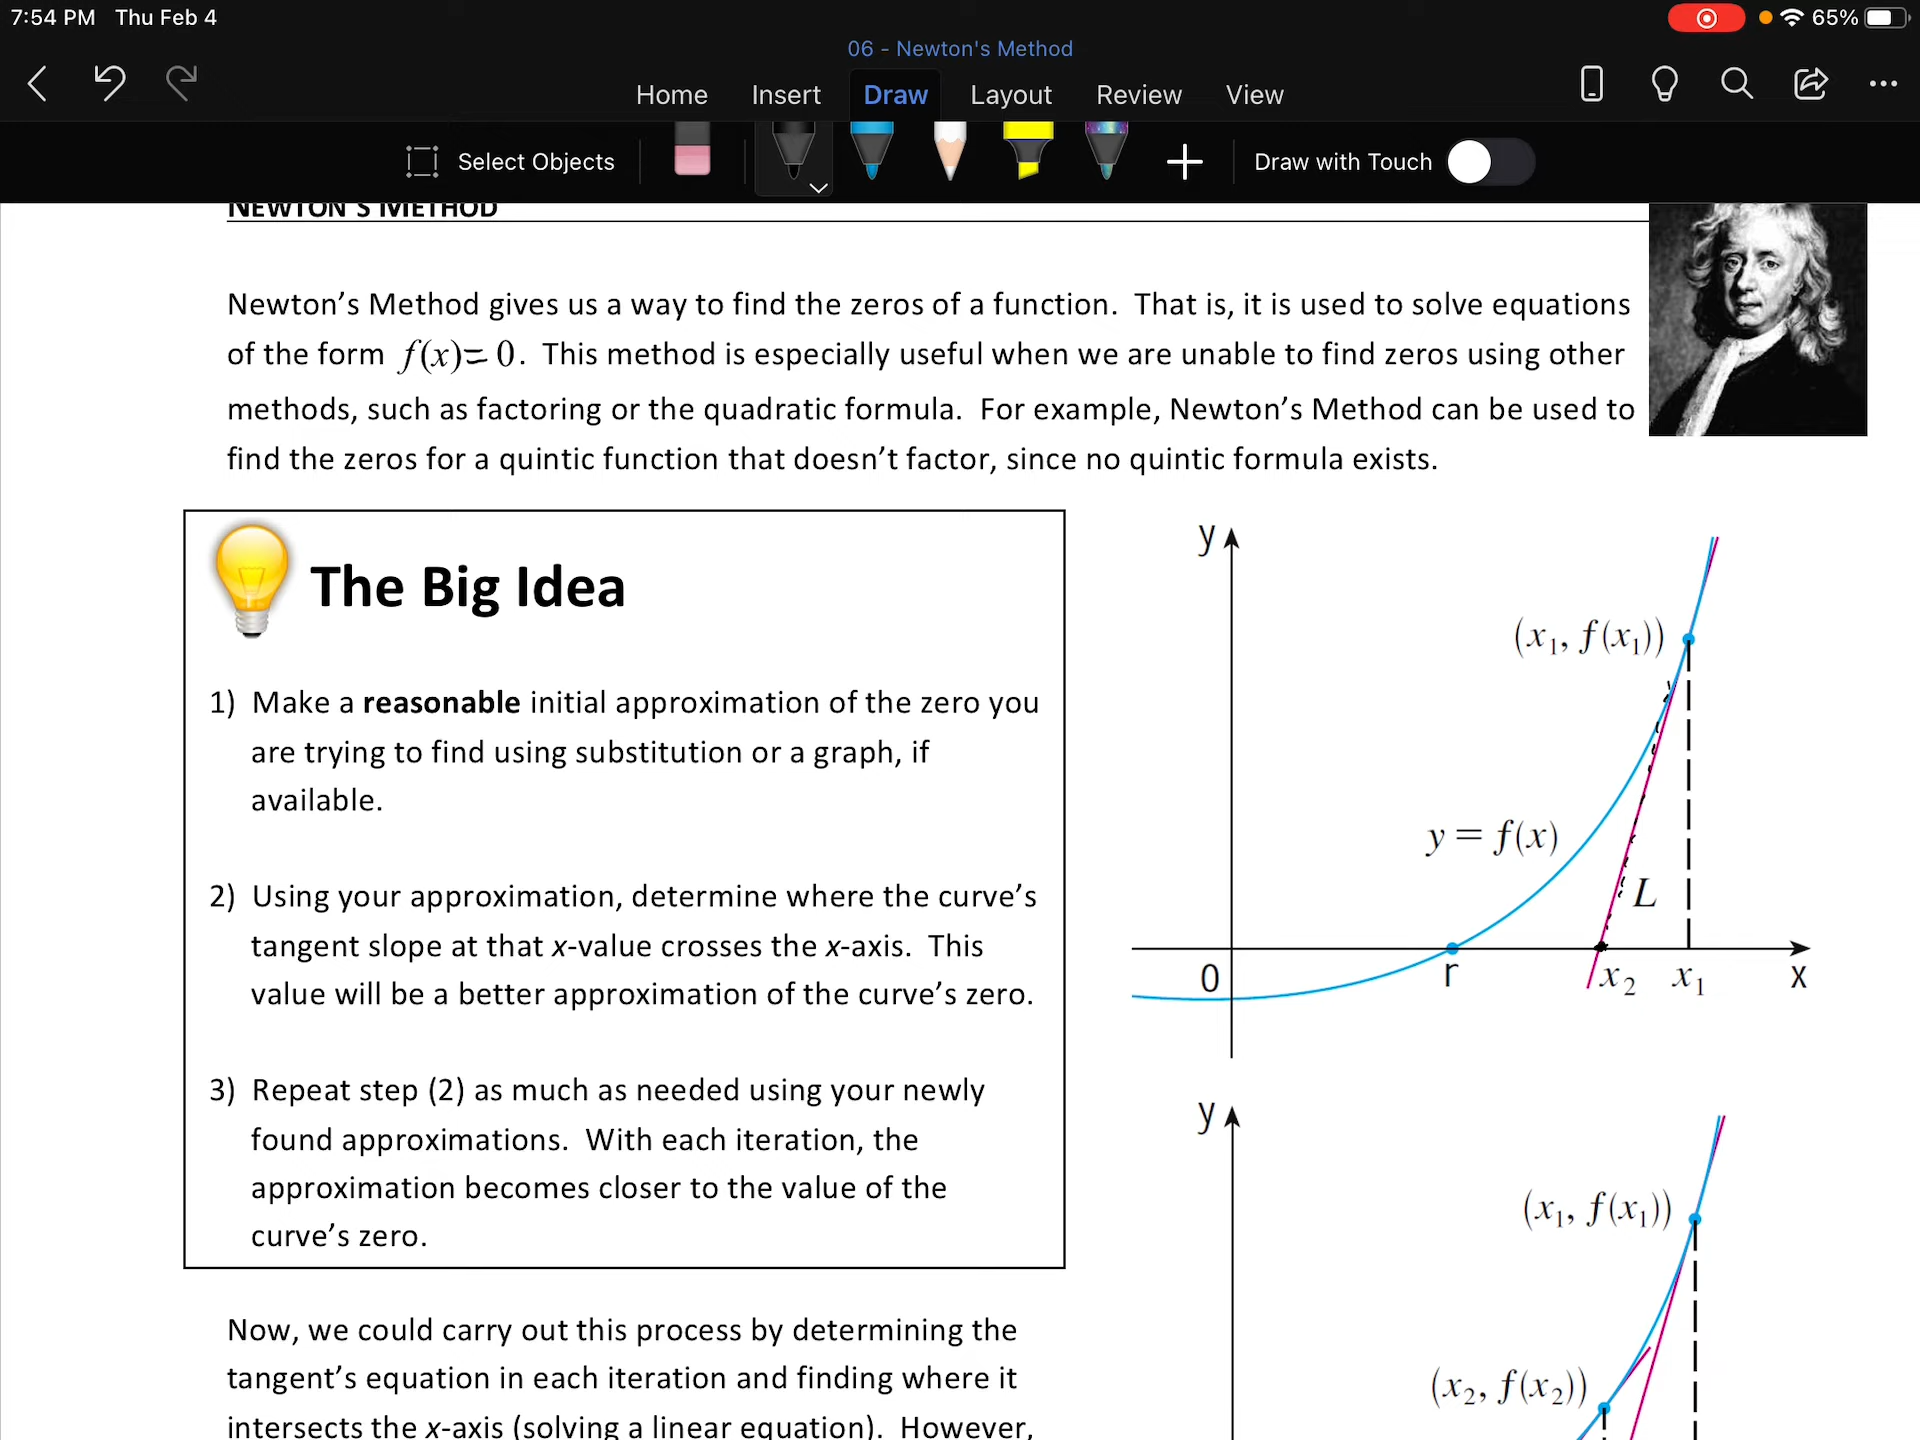 7:54 PM Thu Feb 4
65%
06 - Newton's Method
Home Insert Draw Layout Review View
Select Objects
Draw with Touch
NEWTON'S METHOD
Newton's Method gives us a way to find the zeros of a function. That is, it is used to solve equations
of the form f(x) = 0. This method is especially useful when we are unable to find zeros using other
methods, such as factoring or the quadratic formula. For example, Newton's Method can be used to
find the zeros for a quintic function that doesn't factor, since no quintic formula exists.
The Big Idea
1) Make a reasonable initial approximation of the zero you
are trying to find using substitution or a graph, if
available.
2) Using your approximation, determine where the curve's
tangent slope at that x-value crosses the x-axis. This
value will be a better approximation of the curve's zero.
3) Repeat step (2) as much as needed using your newly
found approximations. With each iteration, the
approximation becomes closer to the value of the
curve's zero.
Now, we could carry out this process by determining the
tangent's equation in each iteration and finding where it
intersects the x-axis (solving a linear equation). However,
y
(x₁, f(x₁))
y = f(x)
L
0 r x₂ x₁ x
y
(x₁, f(x₁))
(x₂, f(x₂))